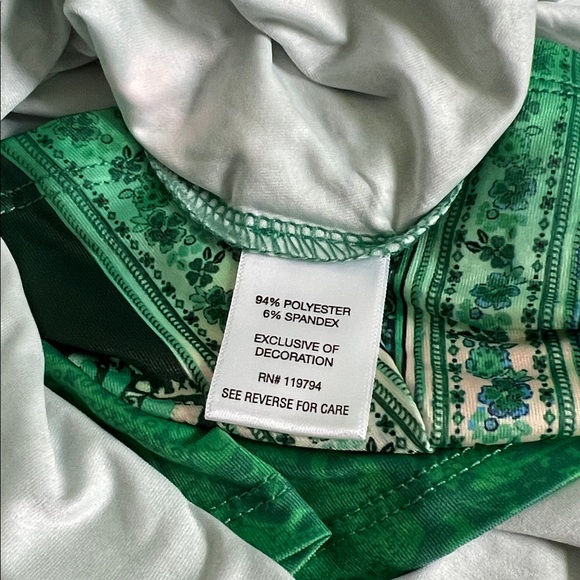 94% POLYESTER
6% SPANDEX
EXCLUSIVE OF
DECORATION
RN# 119794
SEE REVERSE FOR CARE